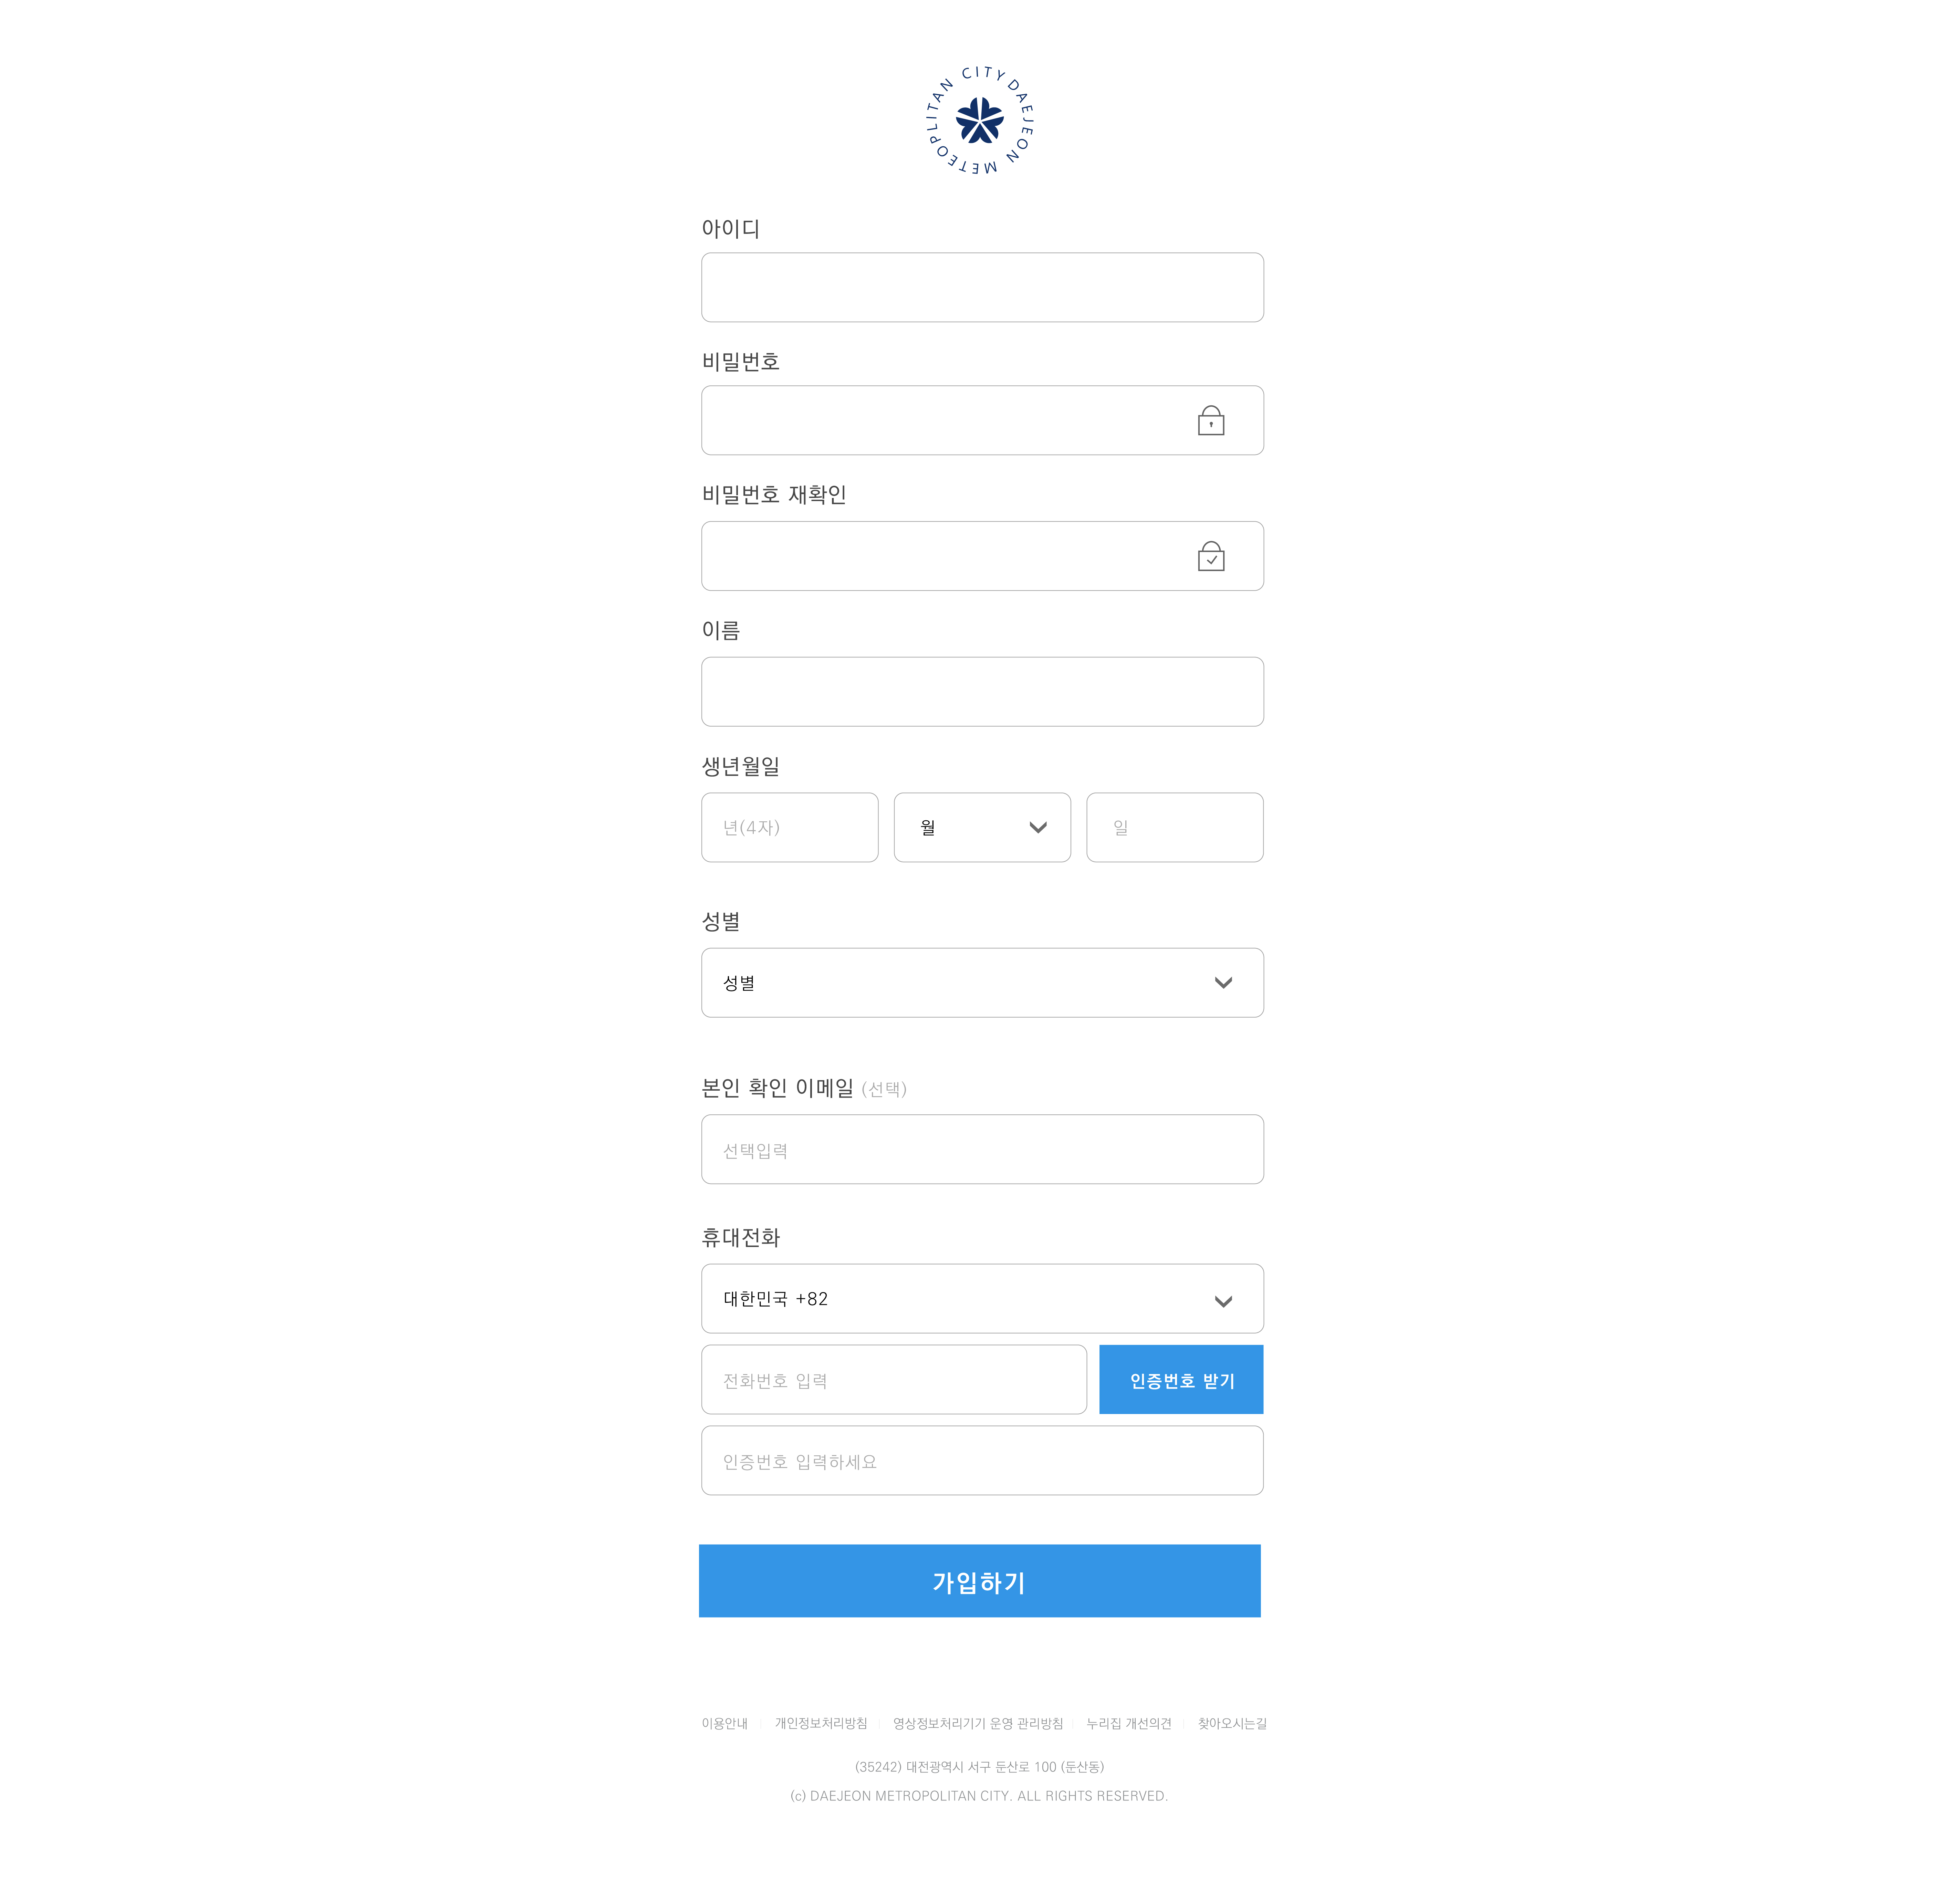 DAEJEON METEOPLITAN CITY
아이디
비밀번호
비밀번호 재확인
이름
생년월일
년(4자) 월 일
성별
성별
본인 확인 이메일 (선택)
선택입력
휴대전화
대한민국 +82
전화번호 입력 인증번호 받기
인증번호 입력하세요
가입하기
이용안내 개인정보처리방침 영상정보처리기기 운영 관리방침 누리집 개선의견 찾아오시는길
(35242) 대전광역시 서구 둔산로 100 (둔산동)
(c) DAEJEON METROPOLITAN CITY. ALL RIGHTS RESERVED.